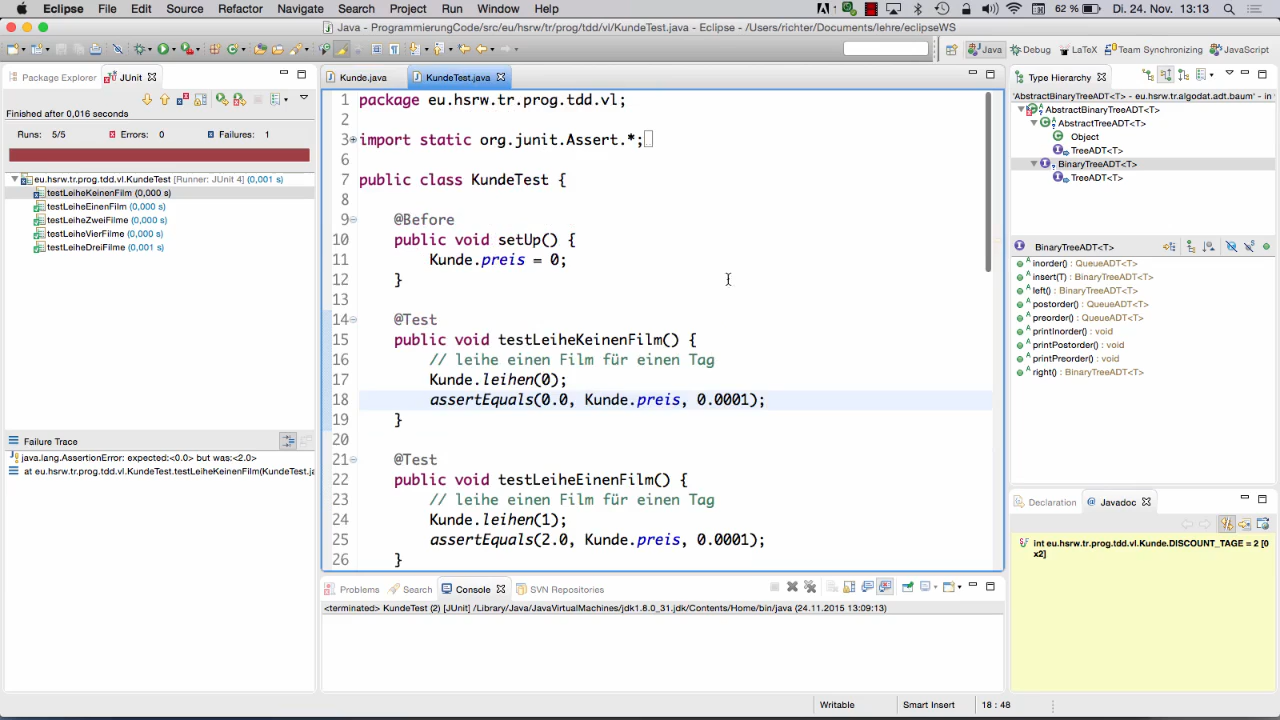 Eclipse File Edit Source Refactor Navigate Search Project Run Window Help 62 % Di. 24. Nov. 13:13
Java - ProgrammierungCode/src/eu/hsrw/tr/prog/tdd/vl/KundeTest.java - Eclipse - /Users/richter/Documents/lehre/eclipseWS
Java Debug LaTeX Team Synchronizing JavaScript
Package Explorer JUnit
Finished after 0,016 seconds
Runs: 5/5 Errors: 0 Failures: 1
eu.hsrw.tr.prog.tdd.vl.KundeTest [Runner: JUnit 4] (0,001 s)
testLeiheKeinenFilm (0,000 s)
testLeiheEinenFilm (0,000 s)
testLeiheZweiFilme (0,000 s)
testLeiheVierFilme (0,000 s)
testLeiheDreiFilme (0,001 s)
Failure Trace
java.lang.AssertionError: expected:<0.0> but was:<2.0>
at eu.hsrw.tr.prog.tdd.vl.KundeTest.testLeiheKeinenFilm(KundeTest.ja
Kunde.java KundeTest.java
1 package eu.hsrw.tr.prog.tdd.vl;
2
3 import static org.junit.Assert.*;
6
7 public class KundeTest {
8
9 @Before
10 public void setUp() {
11 Kunde.preis = 0;
12 }
13
14 @Test
15 public void testLeiheKeinenFilm() {
16 // leihe einen Film für einen Tag
17 Kunde.leihen(0);
18 assertEquals(0.0, Kunde.preis, 0.0001);
19 }
20
21 @Test
22 public void testLeiheEinenFilm() {
23 // leihe einen Film für einen Tag
24 Kunde.leihen(1);
25 assertEquals(2.0, Kunde.preis, 0.0001);
26 }
Problems Search Console SVN Repositories
<terminated> KundeTest (2) [JUnit] /Library/Java/JavaVirtualMachines/jdk1.8.0_31.jdk/Contents/Home/bin/java (24.11.2015 13:09:13)
Type Hierarchy
'AbstractBinaryTreeADT<T> - eu.hsrw.tr.algodat.adt.baum' - in
AbstractBinaryTreeADT<T>
AbstractTreeADT<T>
Object
TreeADT<T>
BinaryTreeADT<T>
TreeADT<T>
BinaryTreeADT<T>
inorder() : QueueADT<T>
insert(T) : BinaryTreeADT<T>
left() : BinaryTreeADT<T>
postorder() : QueueADT<T>
preorder() : QueueADT<T>
printInorder() : void
printPostorder() : void
printPreorder() : void
right() : BinaryTreeADT<T>
Declaration Javadoc
int eu.hsrw.tr.prog.tdd.vl.Kunde.DISCOUNT_TAGE = 2 [0
x2]
Writable Smart Insert 18 : 48